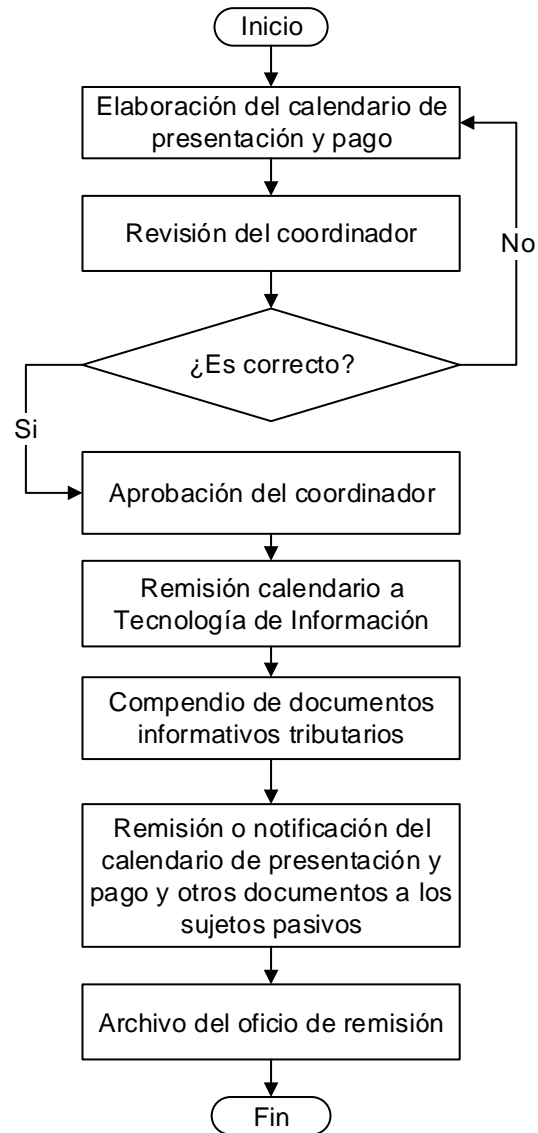 Inicio
Elaboración del calendario de
presentación y pago
Revisión del coordinador
No
¿Es correcto?
Si
Aprobación del coordinador
Remisión calendario a
Tecnología de Información
Compendio de documentos
informativos tributarios
Remisión o notificación del
calendario de presentación y
pago y otros documentos a los
sujetos pasivos
Archivo del oficio de remisión
Fin